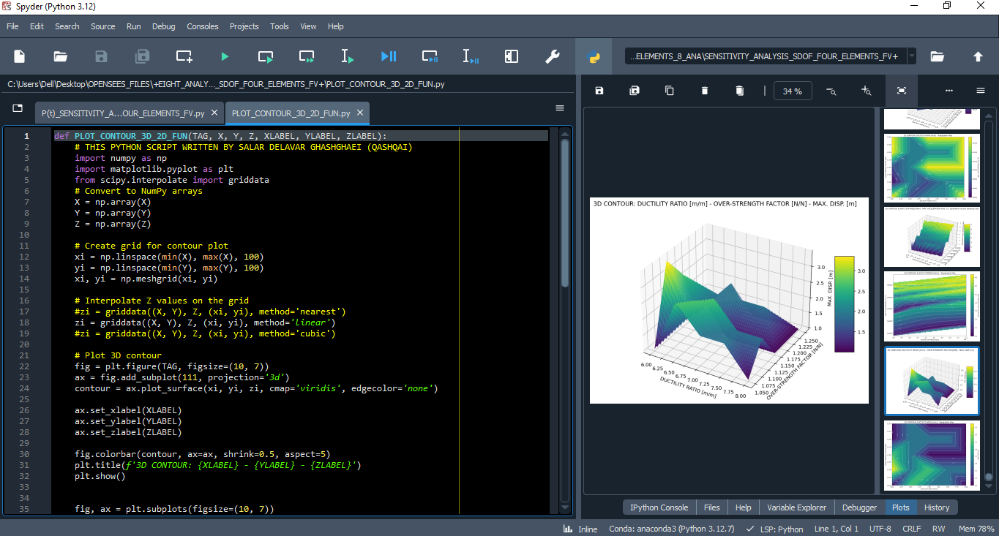 Spyder (Python 3.12)
File Edit Search Source Run Debug Consoles Projects Tools View Help
...ELEMENTS_8_ANA\SENSITIVITY_ANALYSIS_SDOF_FOUR_ELEMENTS_FV+
C:\Users\Dell\Desktop\OPENSEES_FILES\+EIGHT_ANALY..._SDOF_FOUR_ELEMENTS_FV+\PLOT_CONTOUR_3D_2D_FUN.py
P(t)_SENSITIVITY_A...OUR_ELEMENTS_FV.py
PLOT_CONTOUR_3D_2D_FUN.py
1 def PLOT_CONTOUR_3D_2D_FUN(TAG, X, Y, Z, XLABEL, YLABEL, ZLABEL):
2 # THIS PYTHON SCRIPT WRITTEN BY SALAR DELAVAR GHASHGHAEI (QASHQAI)
3 import numpy as np
4 import matplotlib.pyplot as plt
5 from scipy.interpolate import griddata
6 # Convert to NumPy arrays
7 X = np.array(X)
8 Y = np.array(Y)
9 Z = np.array(Z)
10
11 # Create grid for contour plot
12 xi = np.linspace(min(X), max(X), 100)
13 yi = np.linspace(min(Y), max(Y), 100)
14 xi, yi = np.meshgrid(xi, yi)
15
16 # Interpolate Z values on the grid
17 #zi = griddata((X, Y), Z, (xi, yi), method='nearest')
18 zi = griddata((X, Y), Z, (xi, yi), method='linear')
19 #zi = griddata((X, Y), Z, (xi, yi), method='cubic')
20
21 # Plot 3D contour
22 fig = plt.figure(TAG, figsize=(10, 7))
23 ax = fig.add_subplot(111, projection='3d')
24 contour = ax.plot_surface(xi, yi, zi, cmap='viridis', edgecolor='none')
25
26 ax.set_xlabel(XLABEL)
27 ax.set_ylabel(YLABEL)
28 ax.set_zlabel(ZLABEL)
29
30 fig.colorbar(contour, ax=ax, shrink=0.5, aspect=5)
31 plt.title(f'3D CONTOUR: {XLABEL} - {YLABEL} - {ZLABEL}')
32 plt.show()
33
34
35 fig, ax = plt.subplots(figsize=(10, 7))
34 %
3D CONTOUR: DUCTILITY RATIO [m/m] - OVER-STRENGTH FACTOR [N/N] - MAX. DISP. [m]
3.0
2.5
2.0
1.5
1.0
MAX. DISP. [m]
3.0
2.5
2.0
1.5
1.250
1.225
1.200
1.175
1.150
1.125
1.100
1.075
1.050
OVER-STRENGTH FACTOR [N/N]
6.00 6.25 6.50 6.75 7.00 7.25 7.50 7.75 8.00
DUCTILITY RATIO [m/m]
IPython Console Files Help Variable Explorer Debugger Plots History
Inline Conda: anaconda3 (Python 3.12.7) LSP: Python Line 1, Col 1 UTF-8 CRLF RW Mem 78%